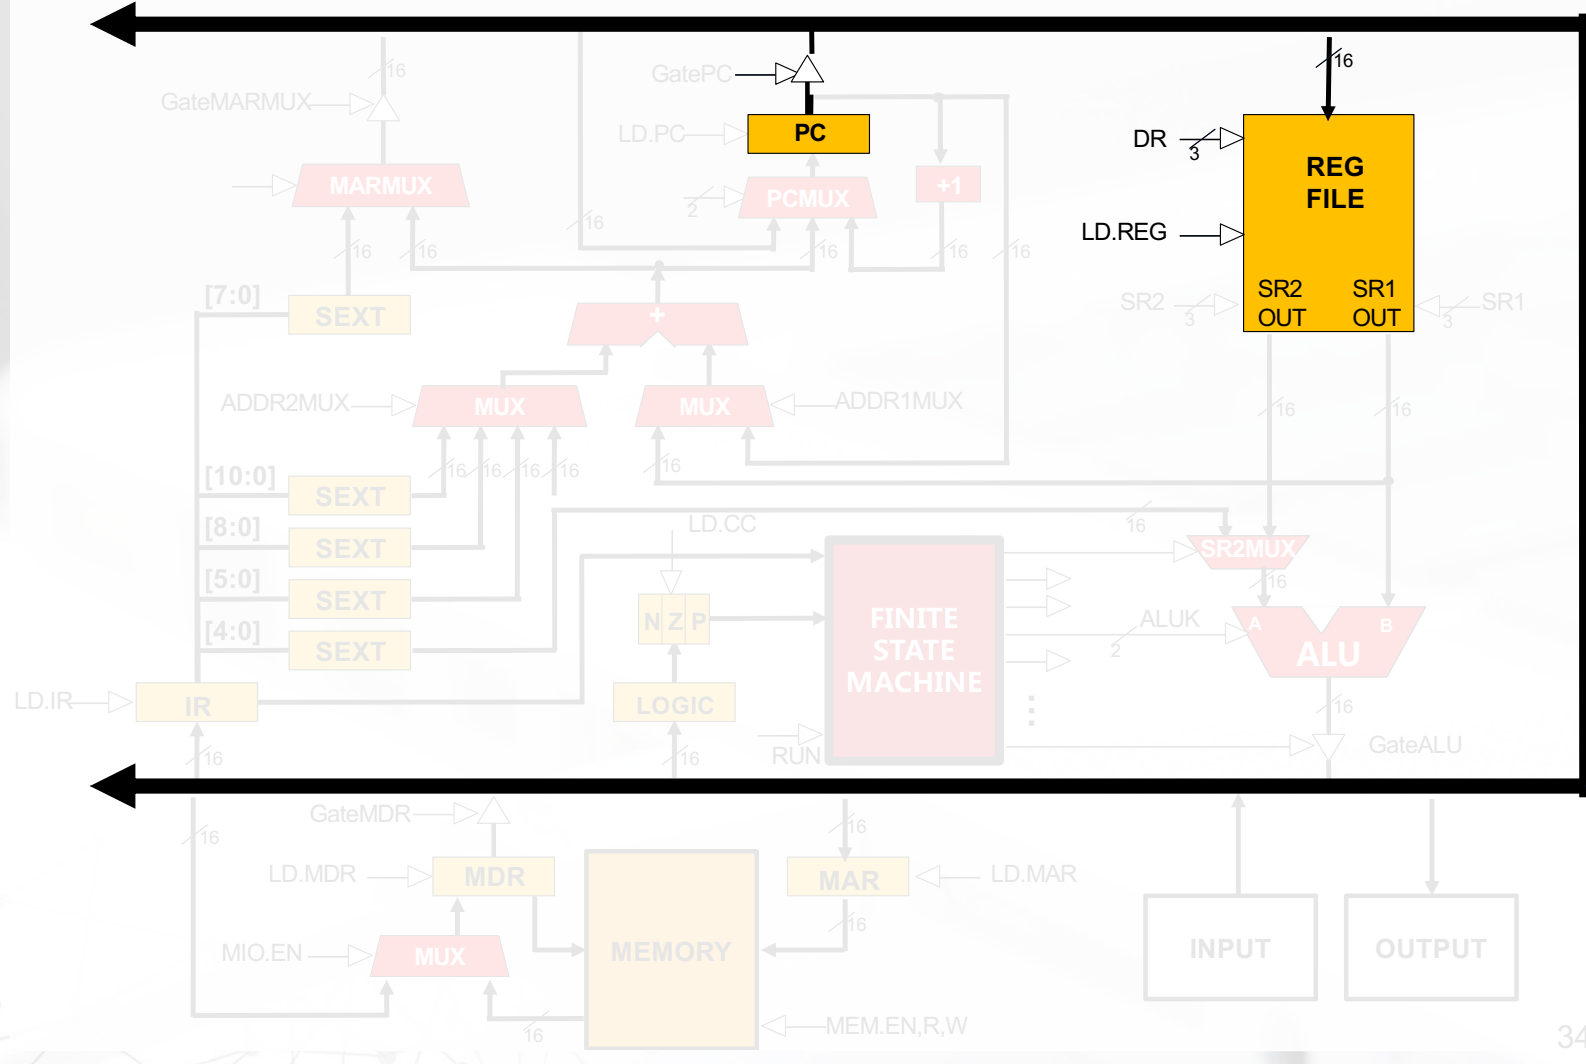 16
16
GatePC
GateMARMUX
LD.PC
PC
DR
3
REG
FILE
MARMUX
2
PCMUX
+1
LD.REG
16
16
16
16
16
16
[7:0]
SEXT
+
SR2
3
SR2
OUT
SR1
OUT
3
SR1
ADDR2MUX
MUX
MUX
ADDR1MUX
16
16
[10:0]
SEXT
16
16
16
16
16
[8:0]
SEXT
LD.CC
16
SR2MUX
[5:0]
SEXT
N Z P
16
[4:0]
SEXT
FINITE
STATE
MACHINE
ALUK
2
A
B
ALU
LD.IR
IR
LOGIC
16
16
16
RUN
GateALU
GateMDR
16
16
LD.MDR
MDR
MAR
LD.MAR
16
MIO.EN
MUX
MEMORY
INPUT
OUTPUT
16
MEM.EN,R,W
34